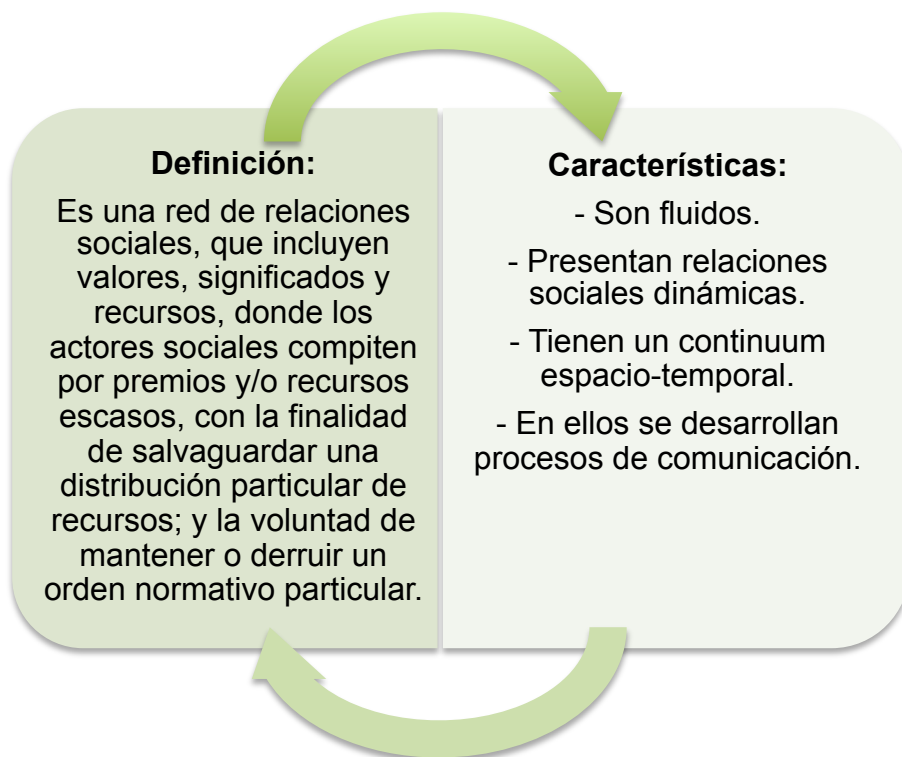 Definición:
Es una red de relaciones
sociales, que incluyen
valores, significados y
recursos, donde los
actores sociales compiten
por premios y/o recursos
escasos, con la finalidad
de salvaguardar una
distribución particular de
recursos; y la voluntad de
mantener o derruir un
orden normativo particular.
Características:
- Son fluidos.
- Presentan relaciones
sociales dinámicas.
- Tienen un continuum
espacio-temporal.
- En ellos se desarrollan
procesos de comunicación.